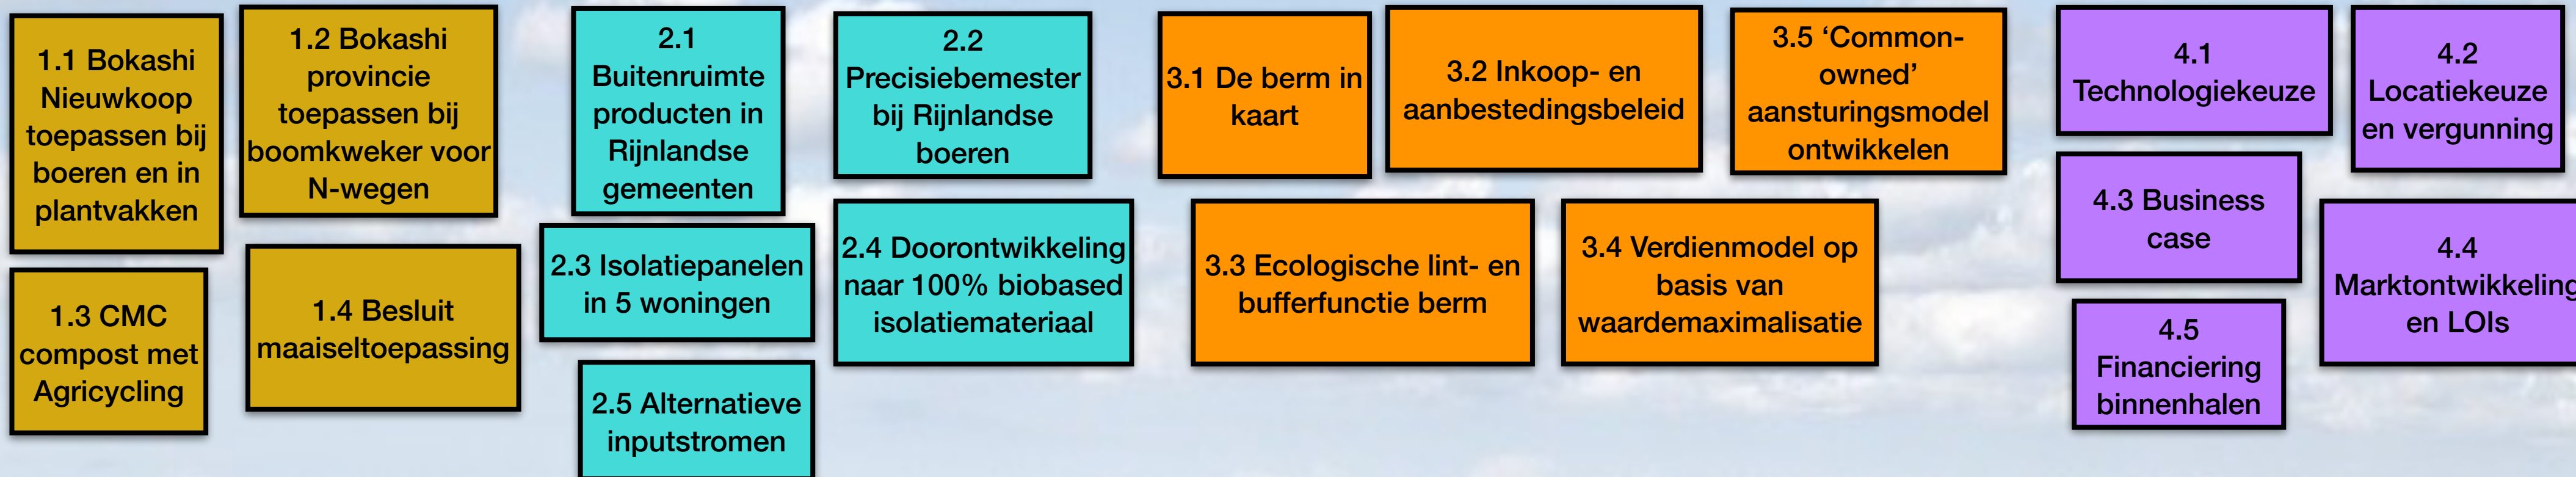 1.1 Bokashi
Nieuwkoop
toepassen bij
boeren en in
plantvakken
1.2 Bokashi
provincie
toepassen bij
boomkweker voor
N-wegen
1.3 CMC
compost met
Agricycling
1.4 Besluit
maaiseltoepassing
2.1
Buitenruimte
producten in
Rijnlandse
gemeenten
2.2
Precisiebemester
bij Rijnlandse
boeren
2.3 Isolatiepanelen
in 5 woningen
2.4 Doorontwikkeling
naar 100% biobased
isolatiemateriaal
2.5 Alternatieve
inputstromen
3.1 De berm in
kaart
3.2 Inkoop- en
aanbestedingsbeleid
3.5 ‘Common-
owned’
aansturingsmodel
ontwikkelen
3.3 Ecologische lint- en
bufferfunctie berm
3.4 Verdienmodel op
basis van
waardemaximalisatie
4.1
Technologiekeuze
4.2
Locatiekeuze
en vergunning
4.3 Business
case
4.4
Marktontwikkeling
en LOIs
4.5
Financiering
binnenhalen